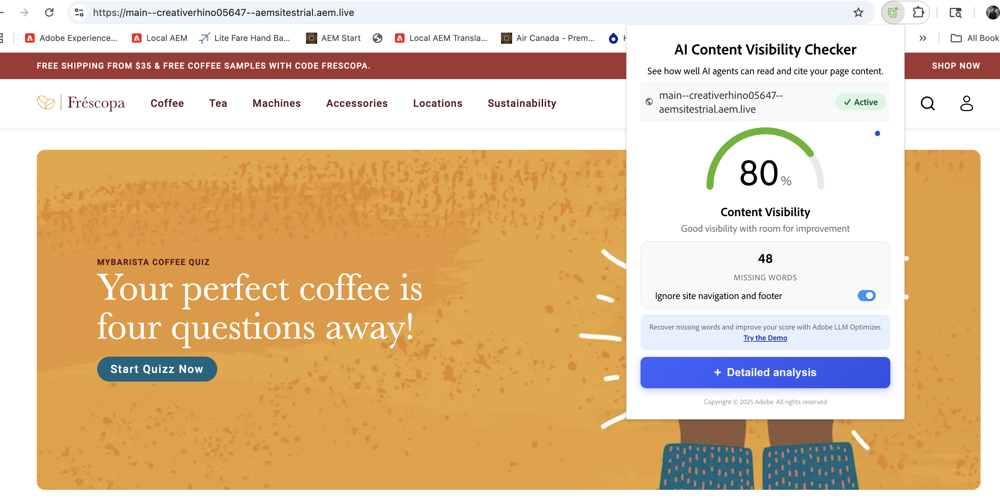 https://main--creativerhino05647--aemsitestrial.aem.live
Adobe Experience... Local AEM Lite Fare Hand Ba... AEM Start Local AEM Transla... Air Canada - Prem... All Book
FREE SHIPPING FROM $35 & FREE COFFEE SAMPLES WITH CODE FRESCOPA.
SHOP NOW
Fréscopa Coffee Tea Machines Accessories Locations Sustainability
MYBARISTA COFFEE QUIZ
Your perfect coffee is
four questions away!
Start Quizz Now
AI Content Visibility Checker
See how well AI agents can read and cite your page content.
main--creativerhino05647--
aemsitestrial.aem.live
✓ Active
80%
Content Visibility
Good visibility with room for improvement
48
MISSING WORDS
Ignore site navigation and footer
Recover missing words and improve your score with Adobe LLM Optimizer.
Try the Demo
+ Detailed analysis
Copyright © 2025 Adobe. All rights reserved